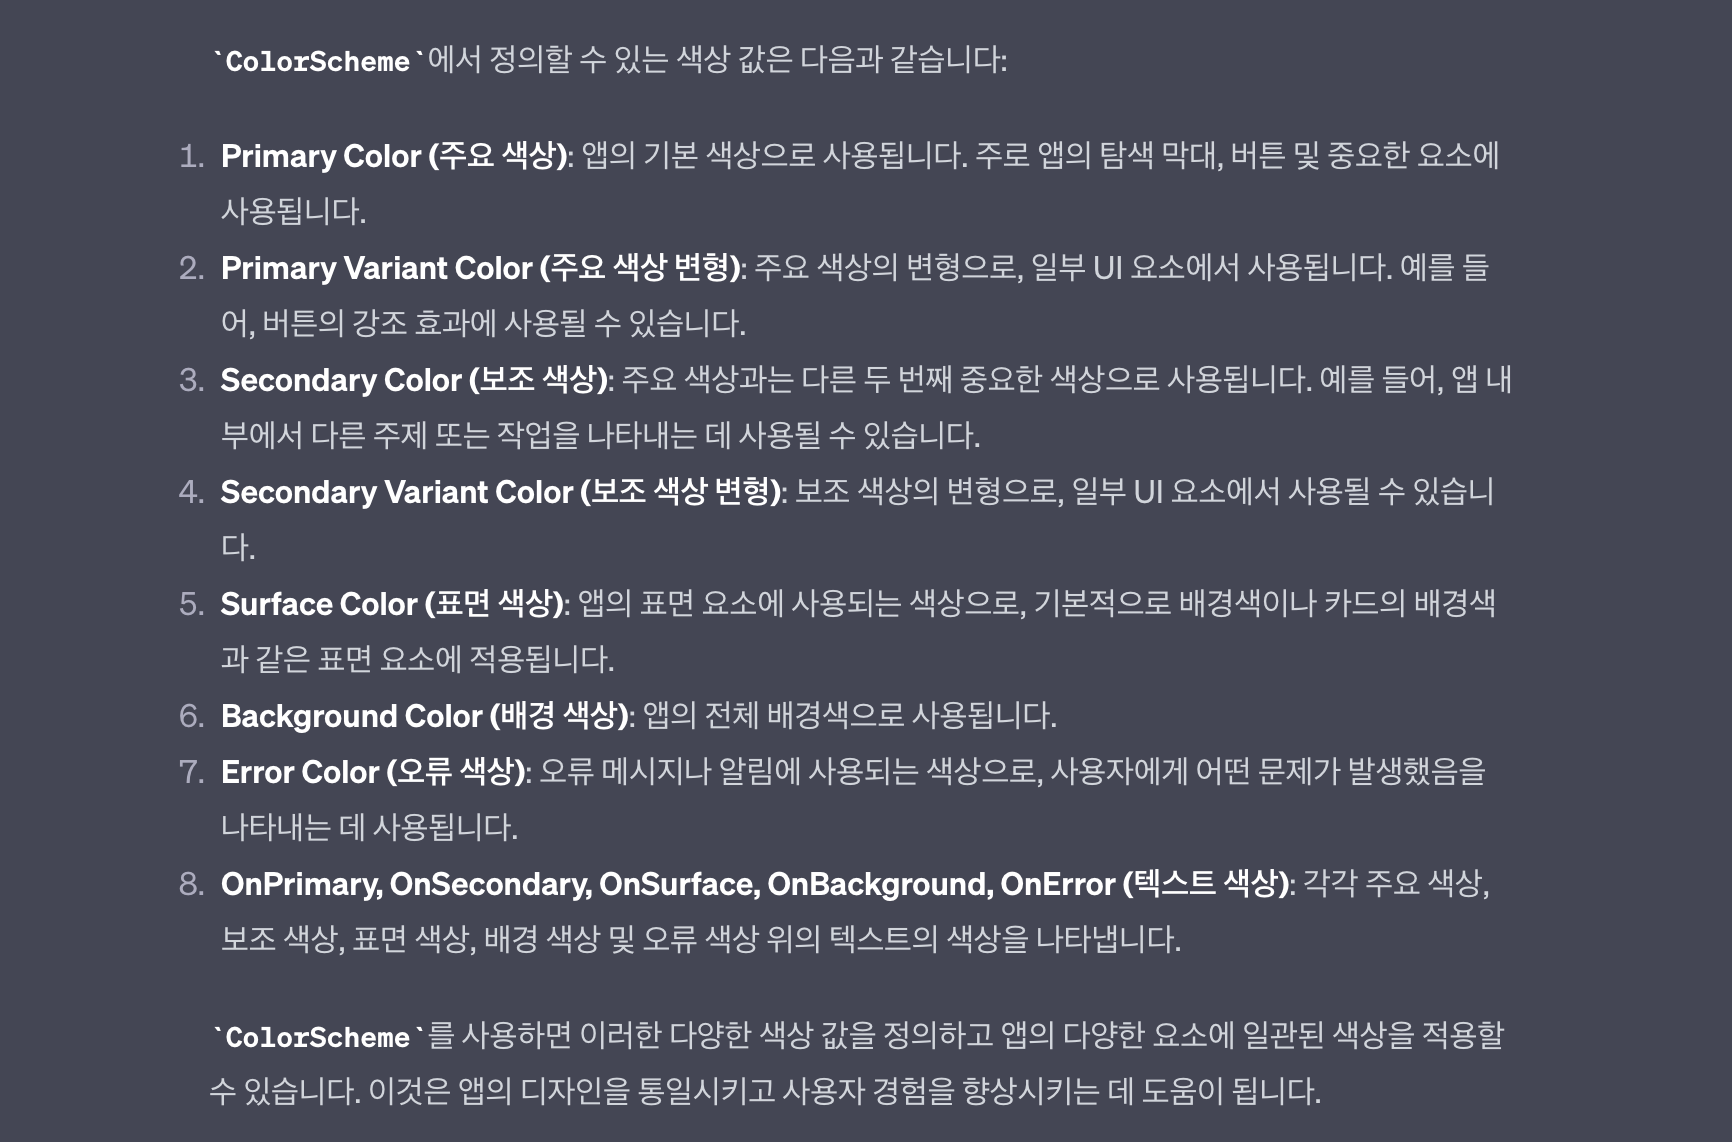 `ColorScheme`에서 정의할 수 있는 색상 값은 다음과 같습니다:
1. Primary Color (주요 색상): 앱의 기본 색상으로 사용됩니다. 주로 앱의 탐색 막대, 버튼 및 중요한 요소에
사용됩니다.
2. Primary Variant Color (주요 색상 변형): 주요 색상의 변형으로, 일부 UI 요소에서 사용됩니다. 예를 들
어, 버튼의 강조 효과에 사용될 수 있습니다.
3. Secondary Color (보조 색상): 주요 색상과는 다른 두 번째 중요한 색상으로 사용됩니다. 예를 들어, 앱 내
부에서 다른 주제 또는 작업을 나타내는 데 사용될 수 있습니다.
4. Secondary Variant Color (보조 색상 변형): 보조 색상의 변형으로, 일부 UI 요소에서 사용될 수 있습니
다.
5. Surface Color (표면 색상): 앱의 표면 요소에 사용되는 색상으로, 기본적으로 배경색이나 카드의 배경색
과 같은 표면 요소에 적용됩니다.
6. Background Color (배경 색상): 앱의 전체 배경색으로 사용됩니다.
7. Error Color (오류 색상): 오류 메시지나 알림에 사용되는 색상으로, 사용자에게 어떤 문제가 발생했음을
나타내는 데 사용됩니다.
8. OnPrimary, OnSecondary, OnSurface, OnBackground, OnError (텍스트 색상): 각각 주요 색상,
보조 색상, 표면 색상, 배경 색상 및 오류 색상 위의 텍스트의 색상을 나타냅니다.
`ColorScheme`를 사용하면 이러한 다양한 색상 값을 정의하고 앱의 다양한 요소에 일관된 색상을 적용할
수 있습니다. 이것은 앱의 디자인을 통일시키고 사용자 경험을 향상시키는 데 도움이 됩니다.